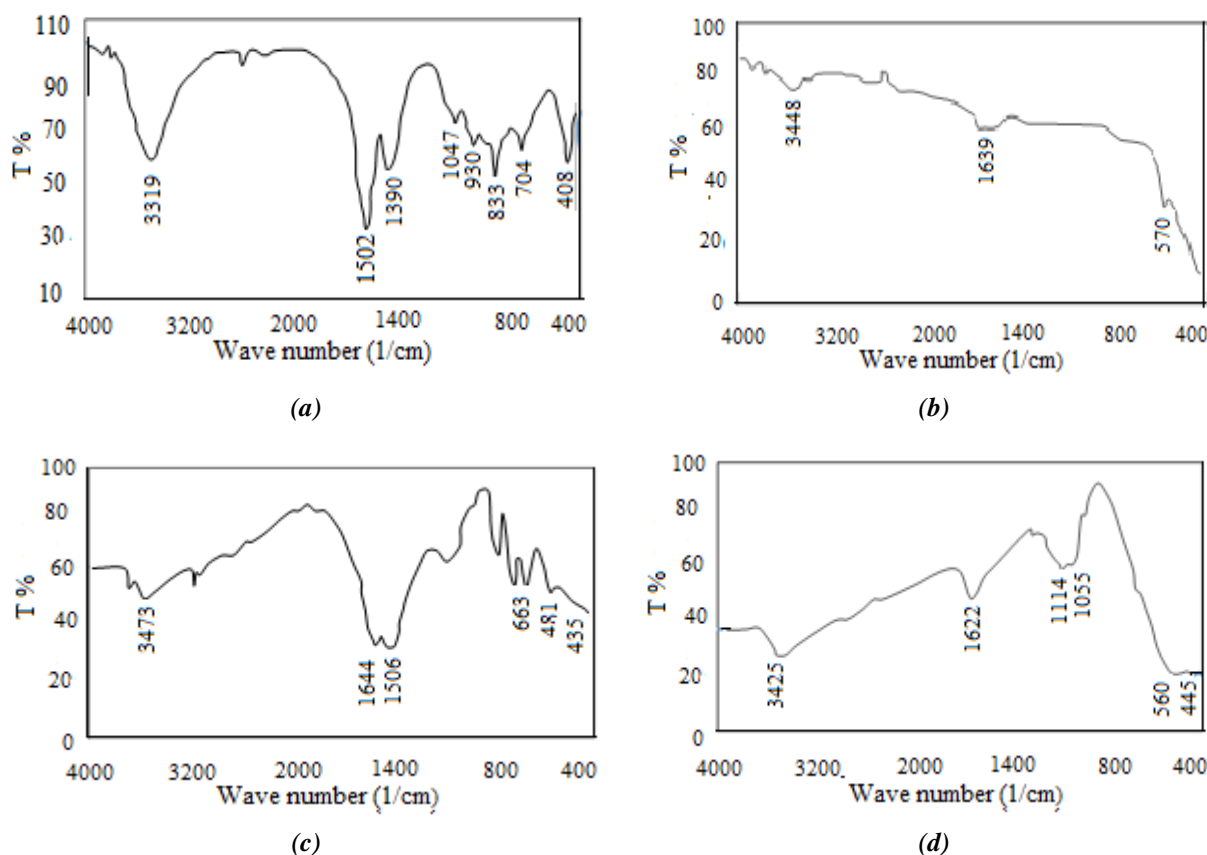 110
90
70
50
30
10
T %
3319
1502
1390
1047
930
833
704
408
4000 3200 2000 1400 800 400
Wave number (1/cm)
(a)
100
80
60
40
20
0
T %
3448
1639
570
4000 3200 2000 1400 800 400
Wave number (1/cm)
(b)
100
80
60
40
20
0
T %
3473
1644
1506
663
481
435
4000 3200 2000 1400 800 400
Wave number (1/cm)
(c)
100
80
60
40
20
0
T %
3425
1622
1114
1055
560
445
4000 3200 2000 1400 800 400
Wave number (1/cm)
(d)